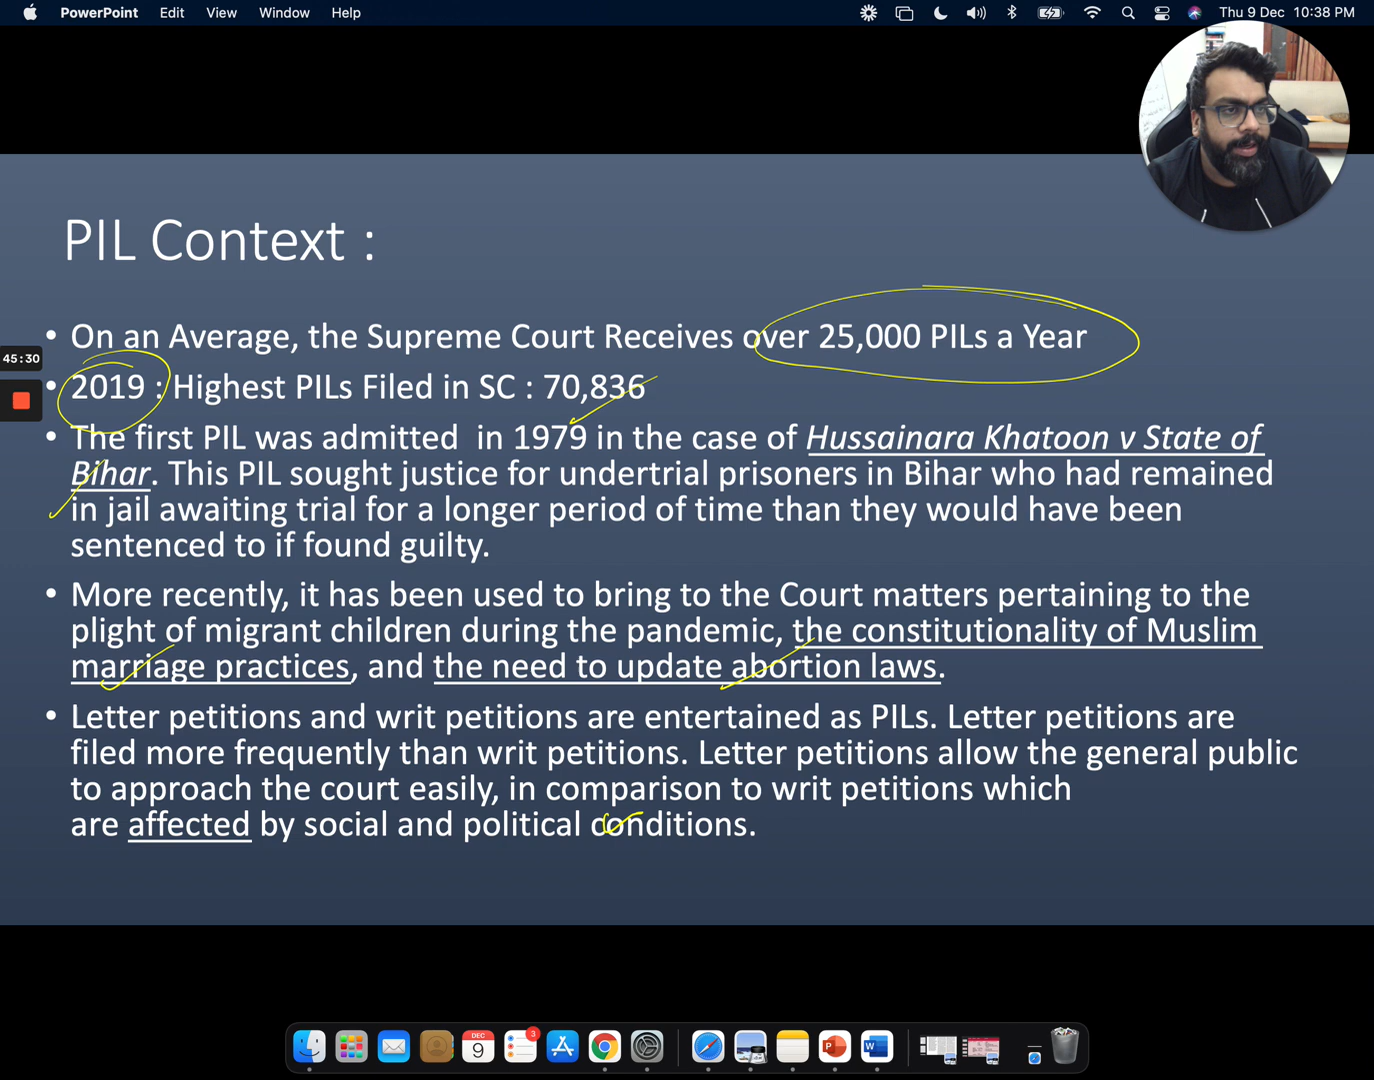 PowerPoint Edit View Window Help Thu 9 Dec 10:38 PM
PIL Context :
• On an Average, the Supreme Court Receives over 25,000 PILs a Year
45:30
• 2019 : Highest PILs Filed in SC : 70,836
• The first PIL was admitted in 1979 in the case of Hussainara Khatoon v State of
Bihar. This PIL sought justice for undertrial prisoners in Bihar who had remained
in jail awaiting trial for a longer period of time than they would have been
sentenced to if found guilty.
• More recently, it has been used to bring to the Court matters pertaining to the
plight of migrant children during the pandemic, the constitutionality of Muslim
marriage practices, and the need to update abortion laws.
• Letter petitions and writ petitions are entertained as PILs. Letter petitions are
filed more frequently than writ petitions. Letter petitions allow the general public
to approach the court easily, in comparison to writ petitions which
are affected by social and political conditions.
DEC
9
3
P
W